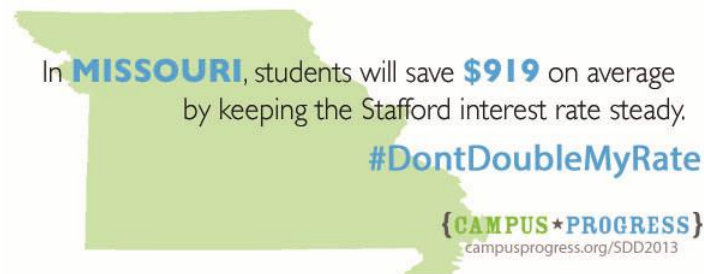 In MISSOURI, students will save $919 on average
by keeping the Stafford interest rate steady.
#DontDoubleMyRate
{CAMPUS★PROGRESS}
campusprogress.org/SDD2013